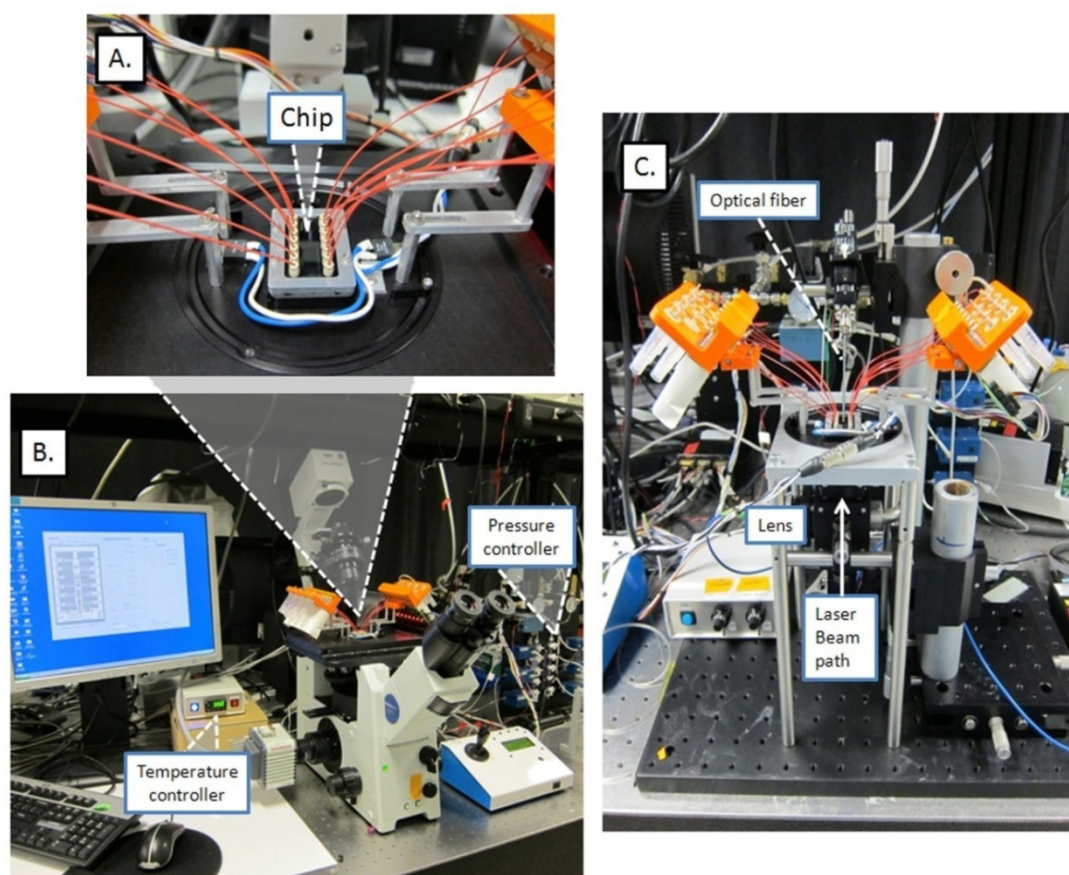 A.
Chip
B.
Pressure
controller
Temperature
controller
C.
Optical fiber
Lens
Laser
Beam
path